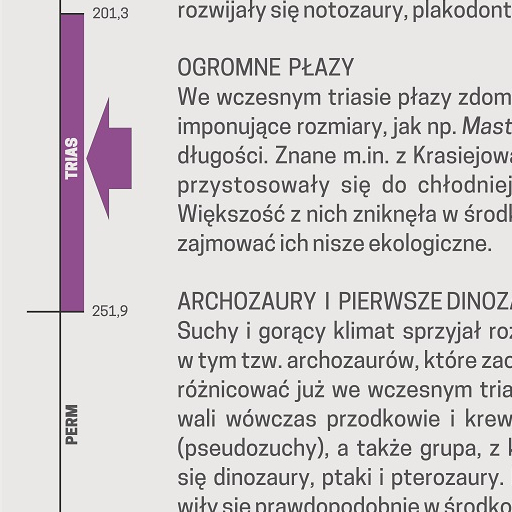 201,3
TRIAS
251,9
PERM
rozwijały się notozaury, plakodont
OGROMNE PŁAZY
We wczesnym triasie płazy zdom
imponujące rozmiary, jak np. Mast
długości. Znane m.in. z Krasiejowa
przystosowały się do chłodniej
Większość z nich zniknęła w środk
zajmować ich nisze ekologiczne.
ARCHOZAURY I PIERWSZE DINOZA
Suchy i gorący klimat sprzyjał roz
w tym tzw. archozaurów, które zac
różnicować już we wczesnym tria
wali wówczas przodkowie i krew
(pseudozuchy), a także grupa, z k
się dinozaury, ptaki i pterozaury.
wiły się prawdopodobnie w środko